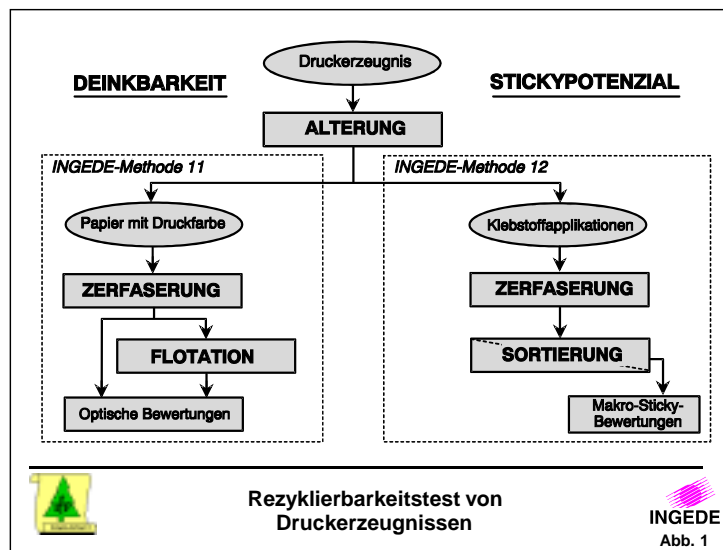 Druckerzeugnis
DEINKBARKEIT
STICKYPOTENZIAL
ALTERUNG
INGEDE-Methode 11
INGEDE-Methode 12
Papier mit Druckfarbe
Klebstoffapplikationen
ZERFASERUNG
ZERFASERUNG
FLOTATION
SORTIERUNG
Optische Bewertungen
Makro-Sticky-
Bewertungen
Rezyklierbarkeitstest von
Druckerzeugnissen
INGEDE
Abb. 1